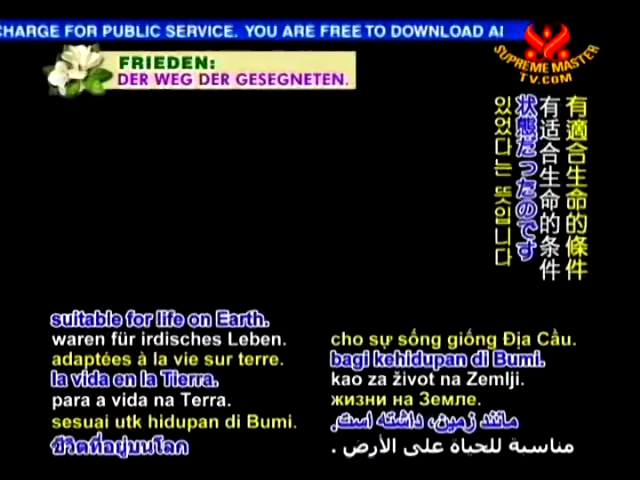 CHARGE FOR PUBLIC SERVICE. YOU ARE FREE TO DOWNLOAD
SUPREME MASTER
TV.COM
FRIEDEN:
DER WEG DER GESEGNETEN.
有適合生命的條件
有适合生命的条件
状態だったのです
있었다는 뜻입니다
suitable for life on Earth.
waren für irdisches Leben.
adaptées à la vie sur terre.
la vida en la Tierra.
para a vida na Terra.
sesuai utk hidupan di Bumi.
ชีวิตที่อยู่บนโลก
cho sự sống giống Địa Cầu.
bagi kehidupan di Bumi.
kao za život na Zemlji.
жизни на Земле.
مانند زمین، داشته است.
مناسبة للحياة على الأرض .